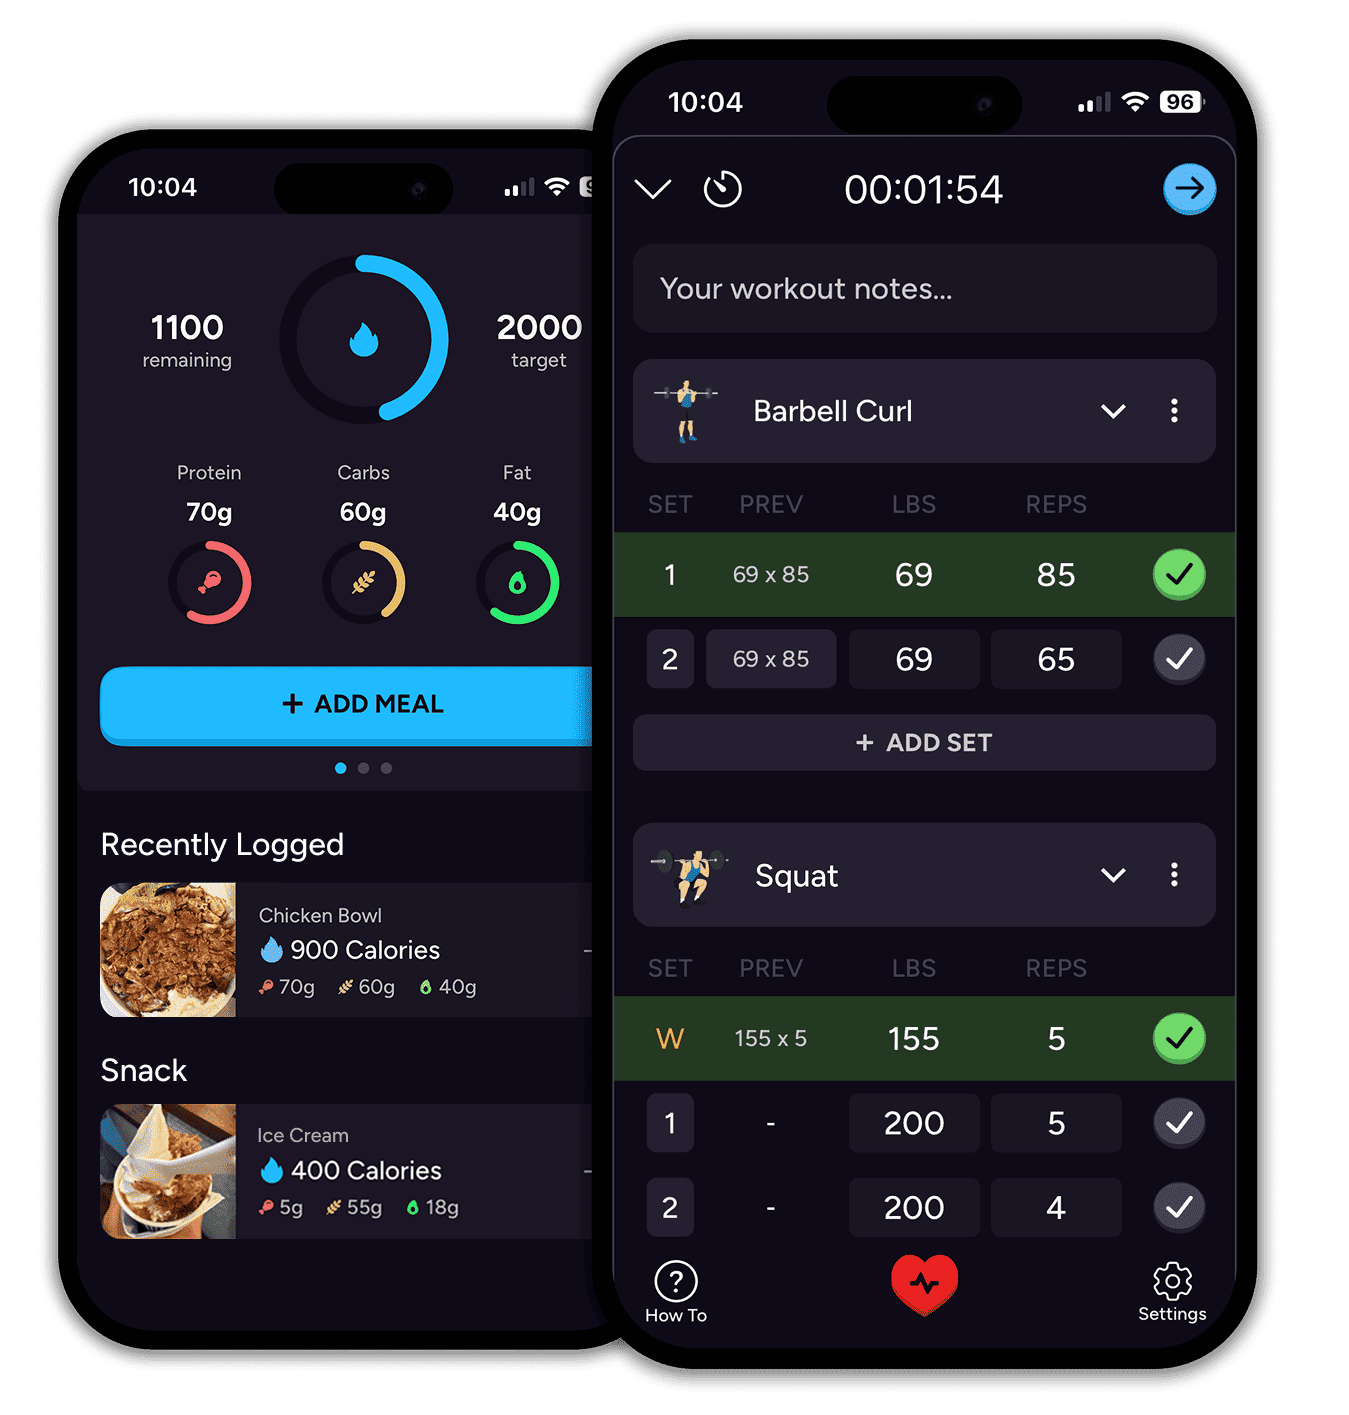 10:04
1100
remaining
2000
target
Protein
Carbs
Fat
70g
60g
40g
+ ADD MEAL
Recently Logged
Chicken Bowl
900 Calories
70g 60g 40g
Snack
Ice Cream
400 Calories
5g 55g 18g
10:04
96
00:01:54
Your workout notes...
Barbell Curl
SET PREV LBS REPS
1 69 x 85 69 85
2 69 x 85 69 65
+ ADD SET
Squat
SET PREV LBS REPS
W 155 x 5 155 5
1 - 200 5
2 - 200 4
?
How To
Settings